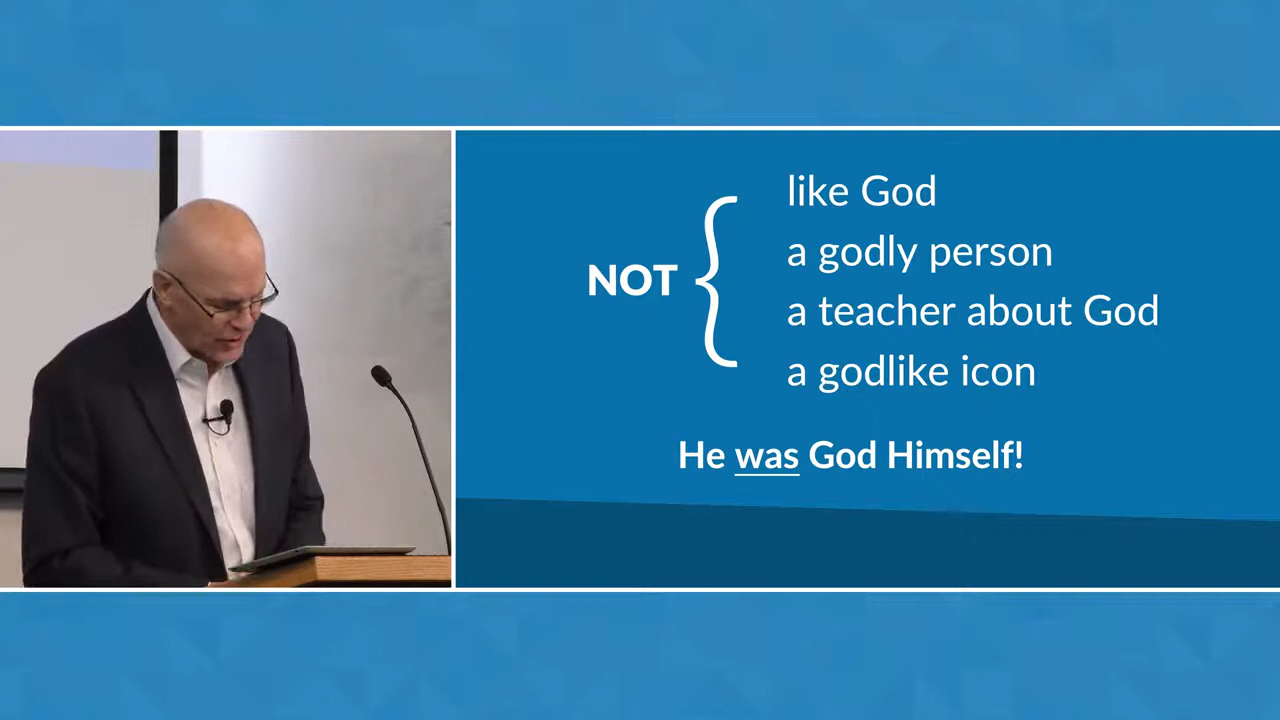 like God
a godly person
NOT
a teacher about God
a godlike icon
He was God Himself!